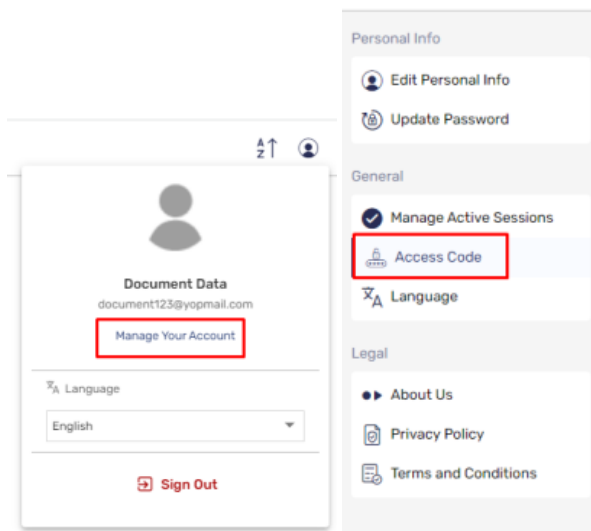 Document Data
document123@yopmail.com
Manage Your Account
Language
English
Sign Out
Personal Info
Edit Personal Info
Update Password
General
Manage Active Sessions
Access Code
Language
Legal
About Us
Privacy Policy
Terms and Conditions